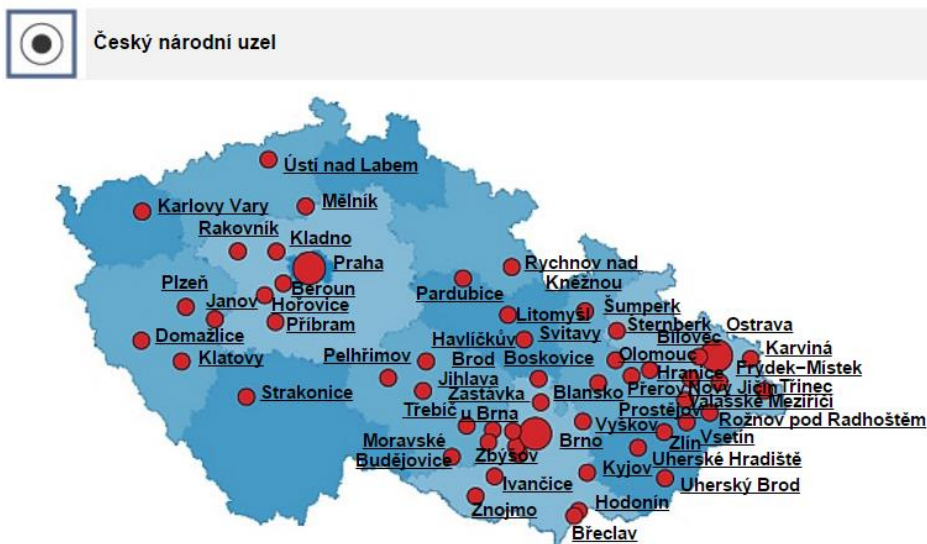 Český národní uzel
Ústí nad Labem
Karlovy Vary
Mělník
Rakovník
Kladno
Praha
Rychnov nad
Kněžnou
Plzeň
Beroun
Pardubice
Janov
Hořovice
Litomyšl
Šumperk
Příbram
Šternberk
Ostrava
Domažlice
Havlíčkův
Brod
Svitavy
Bílovec
Karviná
Klatovy
Pelhřimov
Boskovice
Olomouc
Frýdek–Místek
Hranice
Strakonice
Jihlava
Zastávka
u Brna
Blansko
Přerov
Nový Jičín
Třinec
Valašské Meziříčí
Třebíč
Prostějov
Rožnov pod Radhoštěm
Vyškov
Moravské
Budějovice
Zbýšov
Brno
Zlín
Vsetín
Uherské Hradiště
Ivančice
Kyjov
Uherský Brod
Znojmo
Hodonín
Břeclav